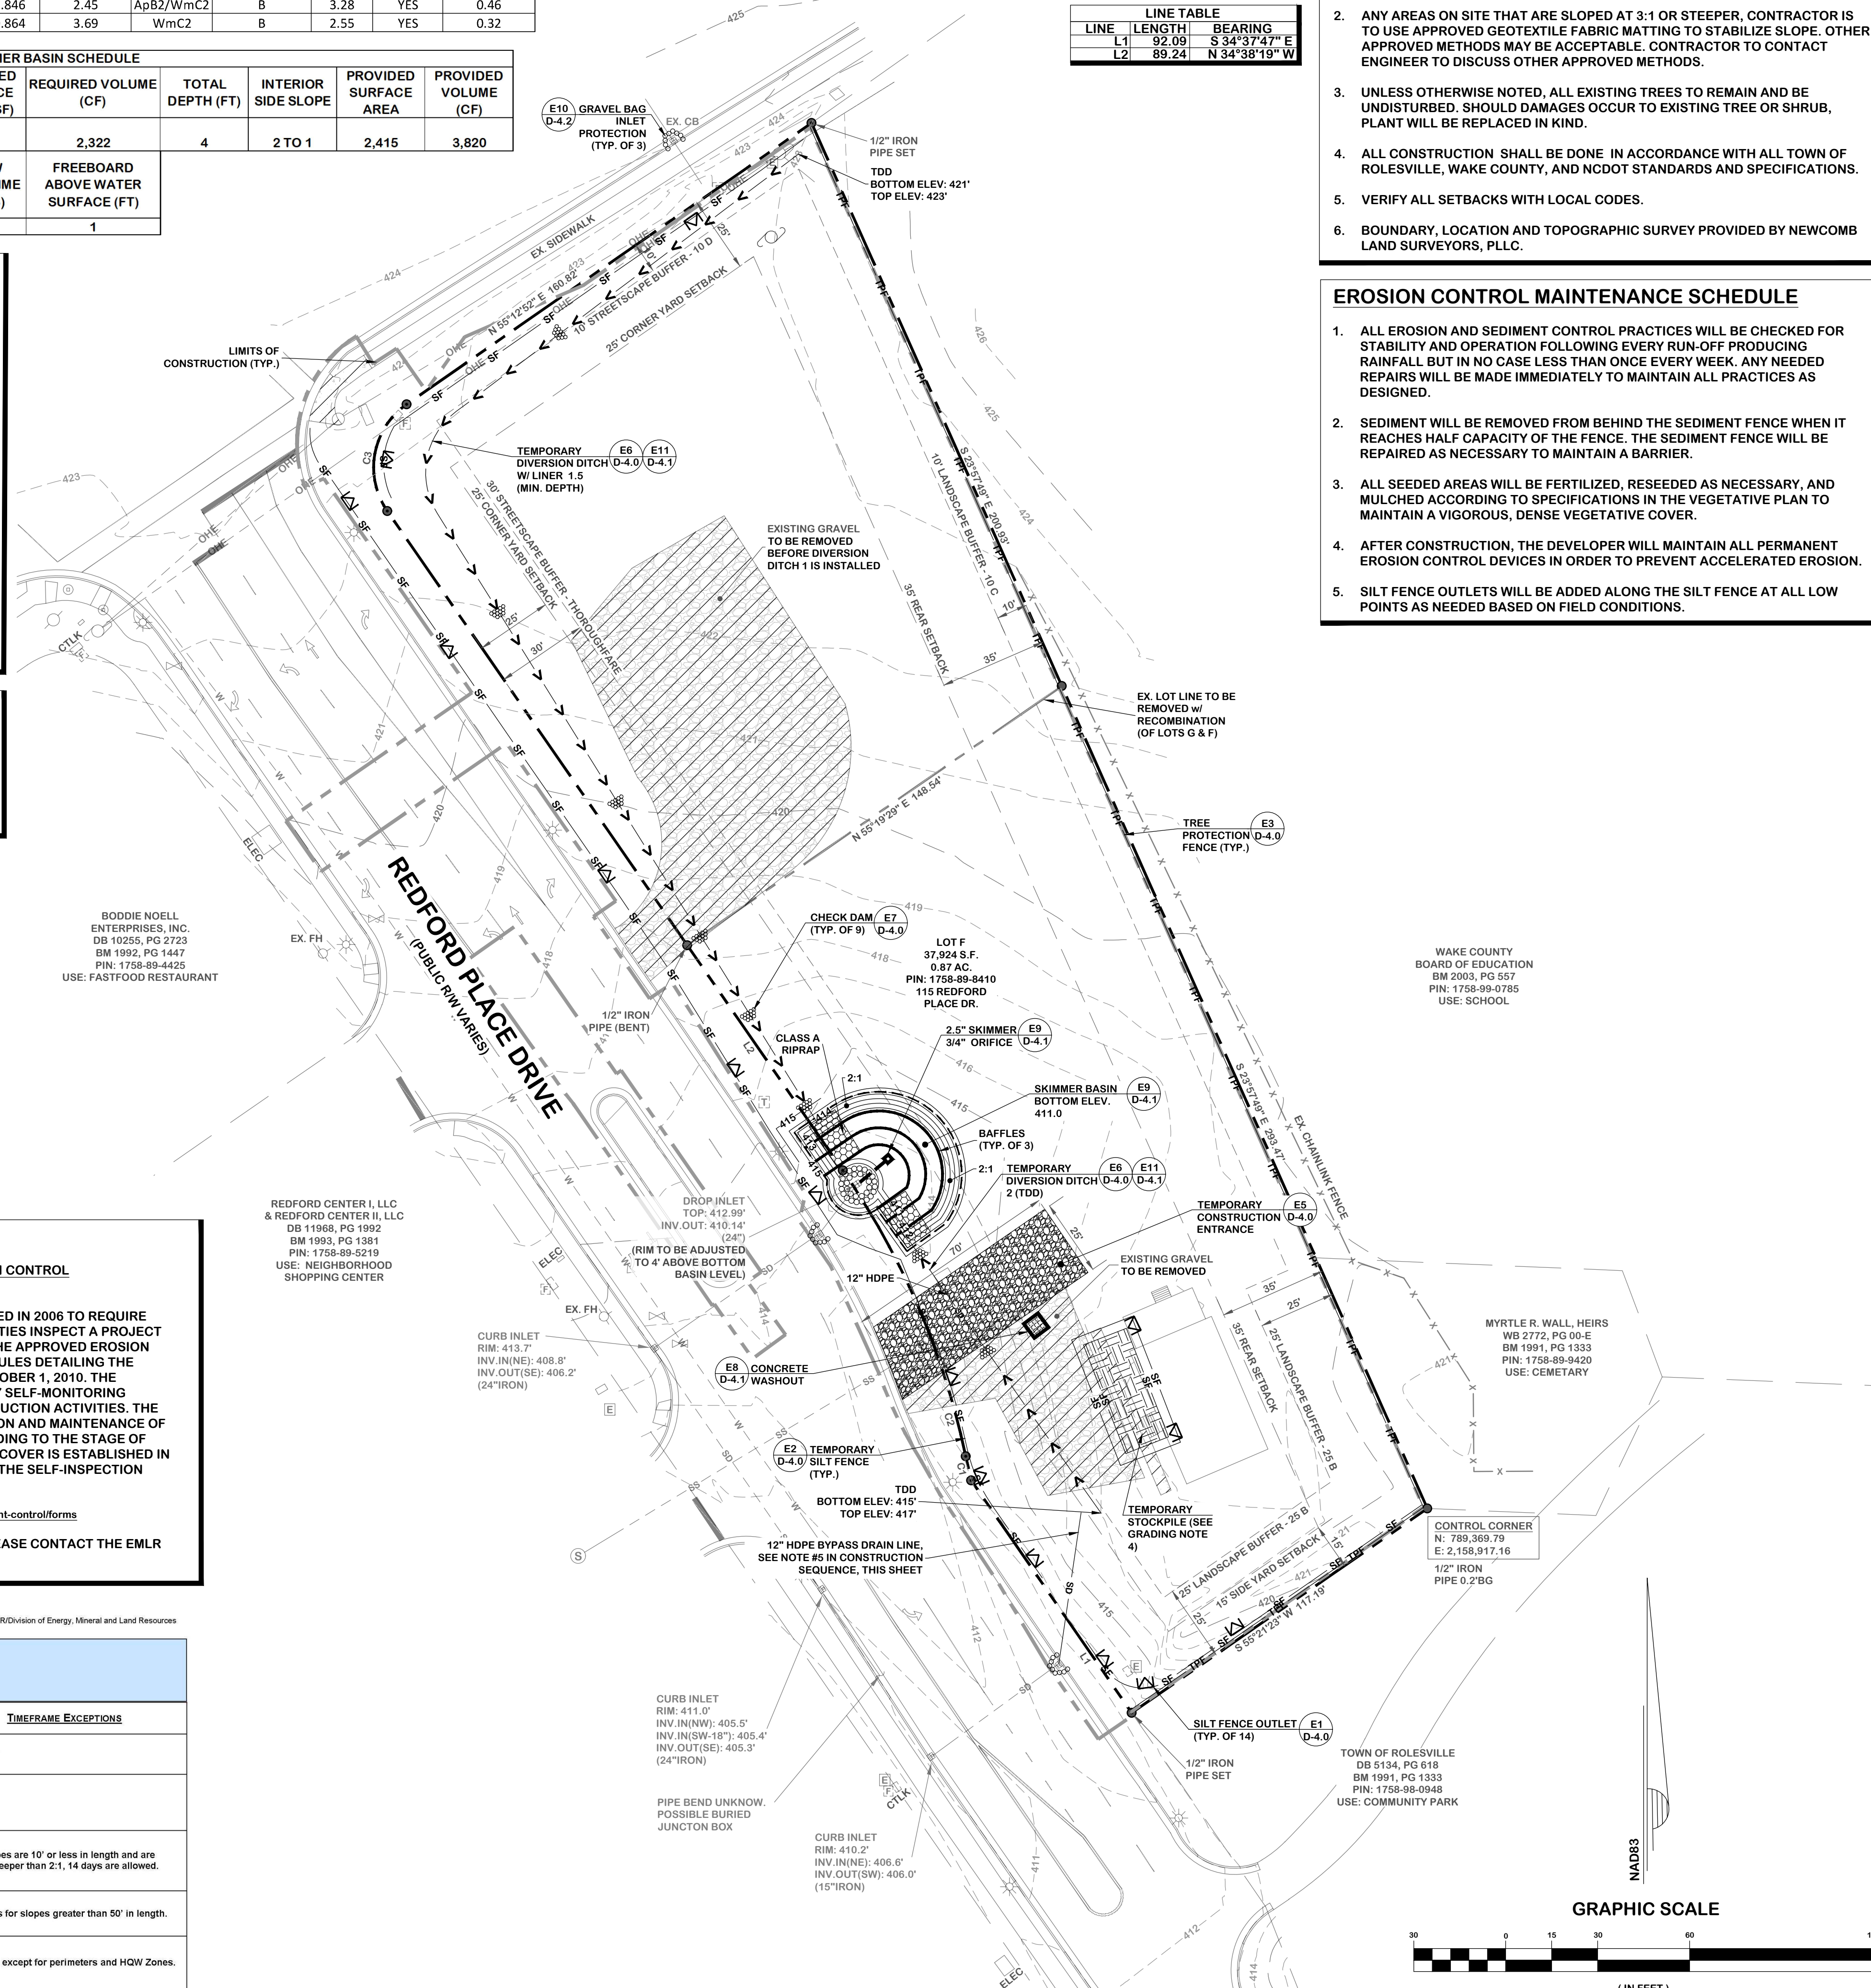 .846 2.45 ApB2/WmC2 B 3.28 YES 0.46
.864 3.69 WmC2 B 2.55 YES 0.32
MER BASIN SCHEDULE
REQUIRED VOLUME (CF)
TOTAL DEPTH (FT)
INTERIOR SIDE SLOPE
PROVIDED SURFACE AREA
PROVIDED VOLUME (CF)
2,322 4 2 TO 1 2,415 3,820
FREEBOARD
ABOVE WATER
SURFACE (FT)
1
LINE TABLE
LINE LENGTH BEARING
L1 92.09 S 34°37'47" E
L2 89.24 N 34°38'19" W
2. ANY AREAS ON SITE THAT ARE SLOPED AT 3:1 OR STEEPER, CONTRACTOR IS
TO USE APPROVED GEOTEXTILE FABRIC MATTING TO STABILIZE SLOPE. OTHER
APPROVED METHODS MAY BE ACCEPTABLE. CONTRACTOR TO CONTACT
ENGINEER TO DISCUSS OTHER APPROVED METHODS.
3. UNLESS OTHERWISE NOTED, ALL EXISTING TREES TO REMAIN AND BE
UNDISTURBED. SHOULD DAMAGES OCCUR TO EXISTING TREE OR SHRUB,
PLANT WILL BE REPLACED IN KIND.
4. ALL CONSTRUCTION SHALL BE DONE IN ACCORDANCE WITH ALL TOWN OF
ROLESVILLE, WAKE COUNTY, AND NCDOT STANDARDS AND SPECIFICATIONS.
5. VERIFY ALL SETBACKS WITH LOCAL CODES.
6. BOUNDARY, LOCATION AND TOPOGRAPHIC SURVEY PROVIDED BY NEWCOMB
LAND SURVEYORS, PLLC.
EROSION CONTROL MAINTENANCE SCHEDULE
1. ALL EROSION AND SEDIMENT CONTROL PRACTICES WILL BE CHECKED FOR
STABILITY AND OPERATION FOLLOWING EVERY RUN-OFF PRODUCING
RAINFALL BUT IN NO CASE LESS THAN ONCE EVERY WEEK. ANY NEEDED
REPAIRS WILL BE MADE IMMEDIATELY TO MAINTAIN ALL PRACTICES AS
DESIGNED.
2. SEDIMENT WILL BE REMOVED FROM BEHIND THE SEDIMENT FENCE WHEN IT
REACHES HALF CAPACITY OF THE FENCE. THE SEDIMENT FENCE WILL BE
REPAIRED AS NECESSARY TO MAINTAIN A BARRIER.
3. ALL SEEDED AREAS WILL BE FERTILIZED, RESEEDED AS NECESSARY, AND
MULCHED ACCORDING TO SPECIFICATIONS IN THE VEGETATIVE PLAN TO
MAINTAIN A VIGOROUS, DENSE VEGETATIVE COVER.
4. AFTER CONSTRUCTION, THE DEVELOPER WILL MAINTAIN ALL PERMANENT
EROSION CONTROL DEVICES IN ORDER TO PREVENT ACCELERATED EROSION.
5. SILT FENCE OUTLETS WILL BE ADDED ALONG THE SILT FENCE AT ALL LOW
POINTS AS NEEDED BASED ON FIELD CONDITIONS.
E10 D-4.2
GRAVEL BAG
INLET
PROTECTION
(TYP. OF 3)
EX. CB
1/2" IRON
PIPE SET
TDD
BOTTOM ELEV: 421'
TOP ELEV: 423'
EX. SIDEWALK
N 55°12'52" E 160.82'
10' STREETSCAPE BUFFER - 10 D
25' CORNER YARD SETBACK
LIMITS OF
CONSTRUCTION (TYP.)
TEMPORARY
DIVERSION DITCH
W/ LINER 1.5
(MIN. DEPTH)
E6 D-4.0
E11 D-4.1
30' STREETSCAPE BUFFER - THOROUGHFARE
25' CORNER YARD SETBACK
EXISTING GRAVEL
TO BE REMOVED
BEFORE DIVERSION
DITCH 1 IS INSTALLED
S 23°57'49" E 200.93'
10' LANDSCAPE BUFFER - 10 C
35' REAR SETBACK
EX. LOT LINE TO BE
REMOVED w/
RECOMBINATION
(OF LOTS G & F)
N 55°19'29" E 148.54'
TREE
PROTECTION
FENCE (TYP.)
E3 D-4.0
REDFORD PLACE DRIVE
(PUBLIC R/W VARIES)
BODDIE NOELL
ENTERPRISES, INC.
DB 10255, PG 2723
BM 1992, PG 1447
PIN: 1758-89-4425
USE: FASTFOOD RESTAURANT
EX. FH
CHECK DAM
(TYP. OF 9)
E7 D-4.0
LOT F
37,924 S.F.
0.87 AC.
PIN: 1758-89-8410
115 REDFORD
PLACE DR.
WAKE COUNTY
BOARD OF EDUCATION
BM 2003, PG 557
PIN: 1758-99-0785
USE: SCHOOL
1/2" IRON
PIPE (BENT)
CLASS A
RIPRAP
2.5" SKIMMER
3/4" ORIFICE
E9 D-4.1
2:1
SKIMMER BASIN
BOTTOM ELEV.
411.0
E9 D-4.1
BAFFLES
(TYP. OF 3)
2:1
TEMPORARY
DIVERSION DITCH
2 (TDD)
E6 D-4.0
E11 D-4.1
S 23°57'49" E 293.47'
EX. CHAINLINK FENCE
TEMPORARY
CONSTRUCTION
ENTRANCE
E5 D-4.0
EXISTING GRAVEL
TO BE REMOVED
DROP INLET
TOP: 412.99'
INV.OUT: 410.14'
(24")
(RIM TO BE ADJUSTED
TO 4' ABOVE BOTTOM
BASIN LEVEL)
12" HDPE
REDFORD CENTER I, LLC
& REDFORD CENTER II, LLC
DB 11968, PG 1992
BM 1993, PG 1381
PIN: 1758-89-5219
USE: NEIGHBORHOOD
SHOPPING CENTER
EX. FH
CURB INLET
RIM: 413.7'
INV.IN(NE): 408.8'
INV.OUT(SE): 406.2'
(24"IRON)
E8 D-4.1
CONCRETE
WASHOUT
MYRTLE R. WALL, HEIRS
WB 2772, PG 00-E
BM 1991, PG 1333
PIN: 1758-89-9420
USE: CEMETARY
35' REAR SETBACK
25' LANDSCAPE BUFFER - 25 B
E2 D-4.0
TEMPORARY
SILT FENCE
(TYP.)
TDD
BOTTOM ELEV: 415'
TOP ELEV: 417'
12" HDPE BYPASS DRAIN LINE,
SEE NOTE #5 IN CONSTRUCTION
SEQUENCE, THIS SHEET
TEMPORARY
STOCKPILE (SEE
GRADING NOTE
4)
25' LANDSCAPE BUFFER - 25 B
15' SIDE YARD SETBACK
S 55°21'23" W 117.19'
CONTROL CORNER
N: 789,369.79
E: 2,158,917.16
1/2" IRON
PIPE 0.2'BG
SILT FENCE OUTLET
(TYP. OF 14)
E1 D-4.0
1/2" IRON
PIPE SET
TOWN OF ROLESVILLE
DB 5134, PG 618
BM 1991, PG 1333
PIN: 1758-98-0948
USE: COMMUNITY PARK
CURB INLET
RIM: 411.0'
INV.IN(NW): 405.5'
INV.IN(SW-18"): 405.4'
INV.OUT(SE): 405.3'
(24"IRON)
PIPE BEND UNKNOW.
POSSIBLE BURIED
JUNCTON BOX
CURB INLET
RIM: 410.2'
INV.IN(NE): 406.6'
INV.OUT(SW): 406.0'
(15"IRON)
CONTROL
ED IN 2006 TO REQUIRE
TIES INSPECT A PROJECT
HE APPROVED EROSION
ULES DETAILING THE
OBER 1, 2010. THE
SELF-MONITORING
UCTION ACTIVITIES. THE
ON AND MAINTENANCE OF
DING TO THE STAGE OF
COVER IS ESTABLISHED IN
THE SELF-INSPECTION
nt-control/forms
EASE CONTACT THE EMLR
R/Division of Energy, Mineral and Land Resources
TIMEFRAME EXCEPTIONS
es are 10' or less in length and are
eeper than 2:1, 14 days are allowed.
s for slopes greater than 50' in length.
except for perimeters and HQW Zones.
NAD83
GRAPHIC SCALE
30 0 15 30 60
( IN FEET )